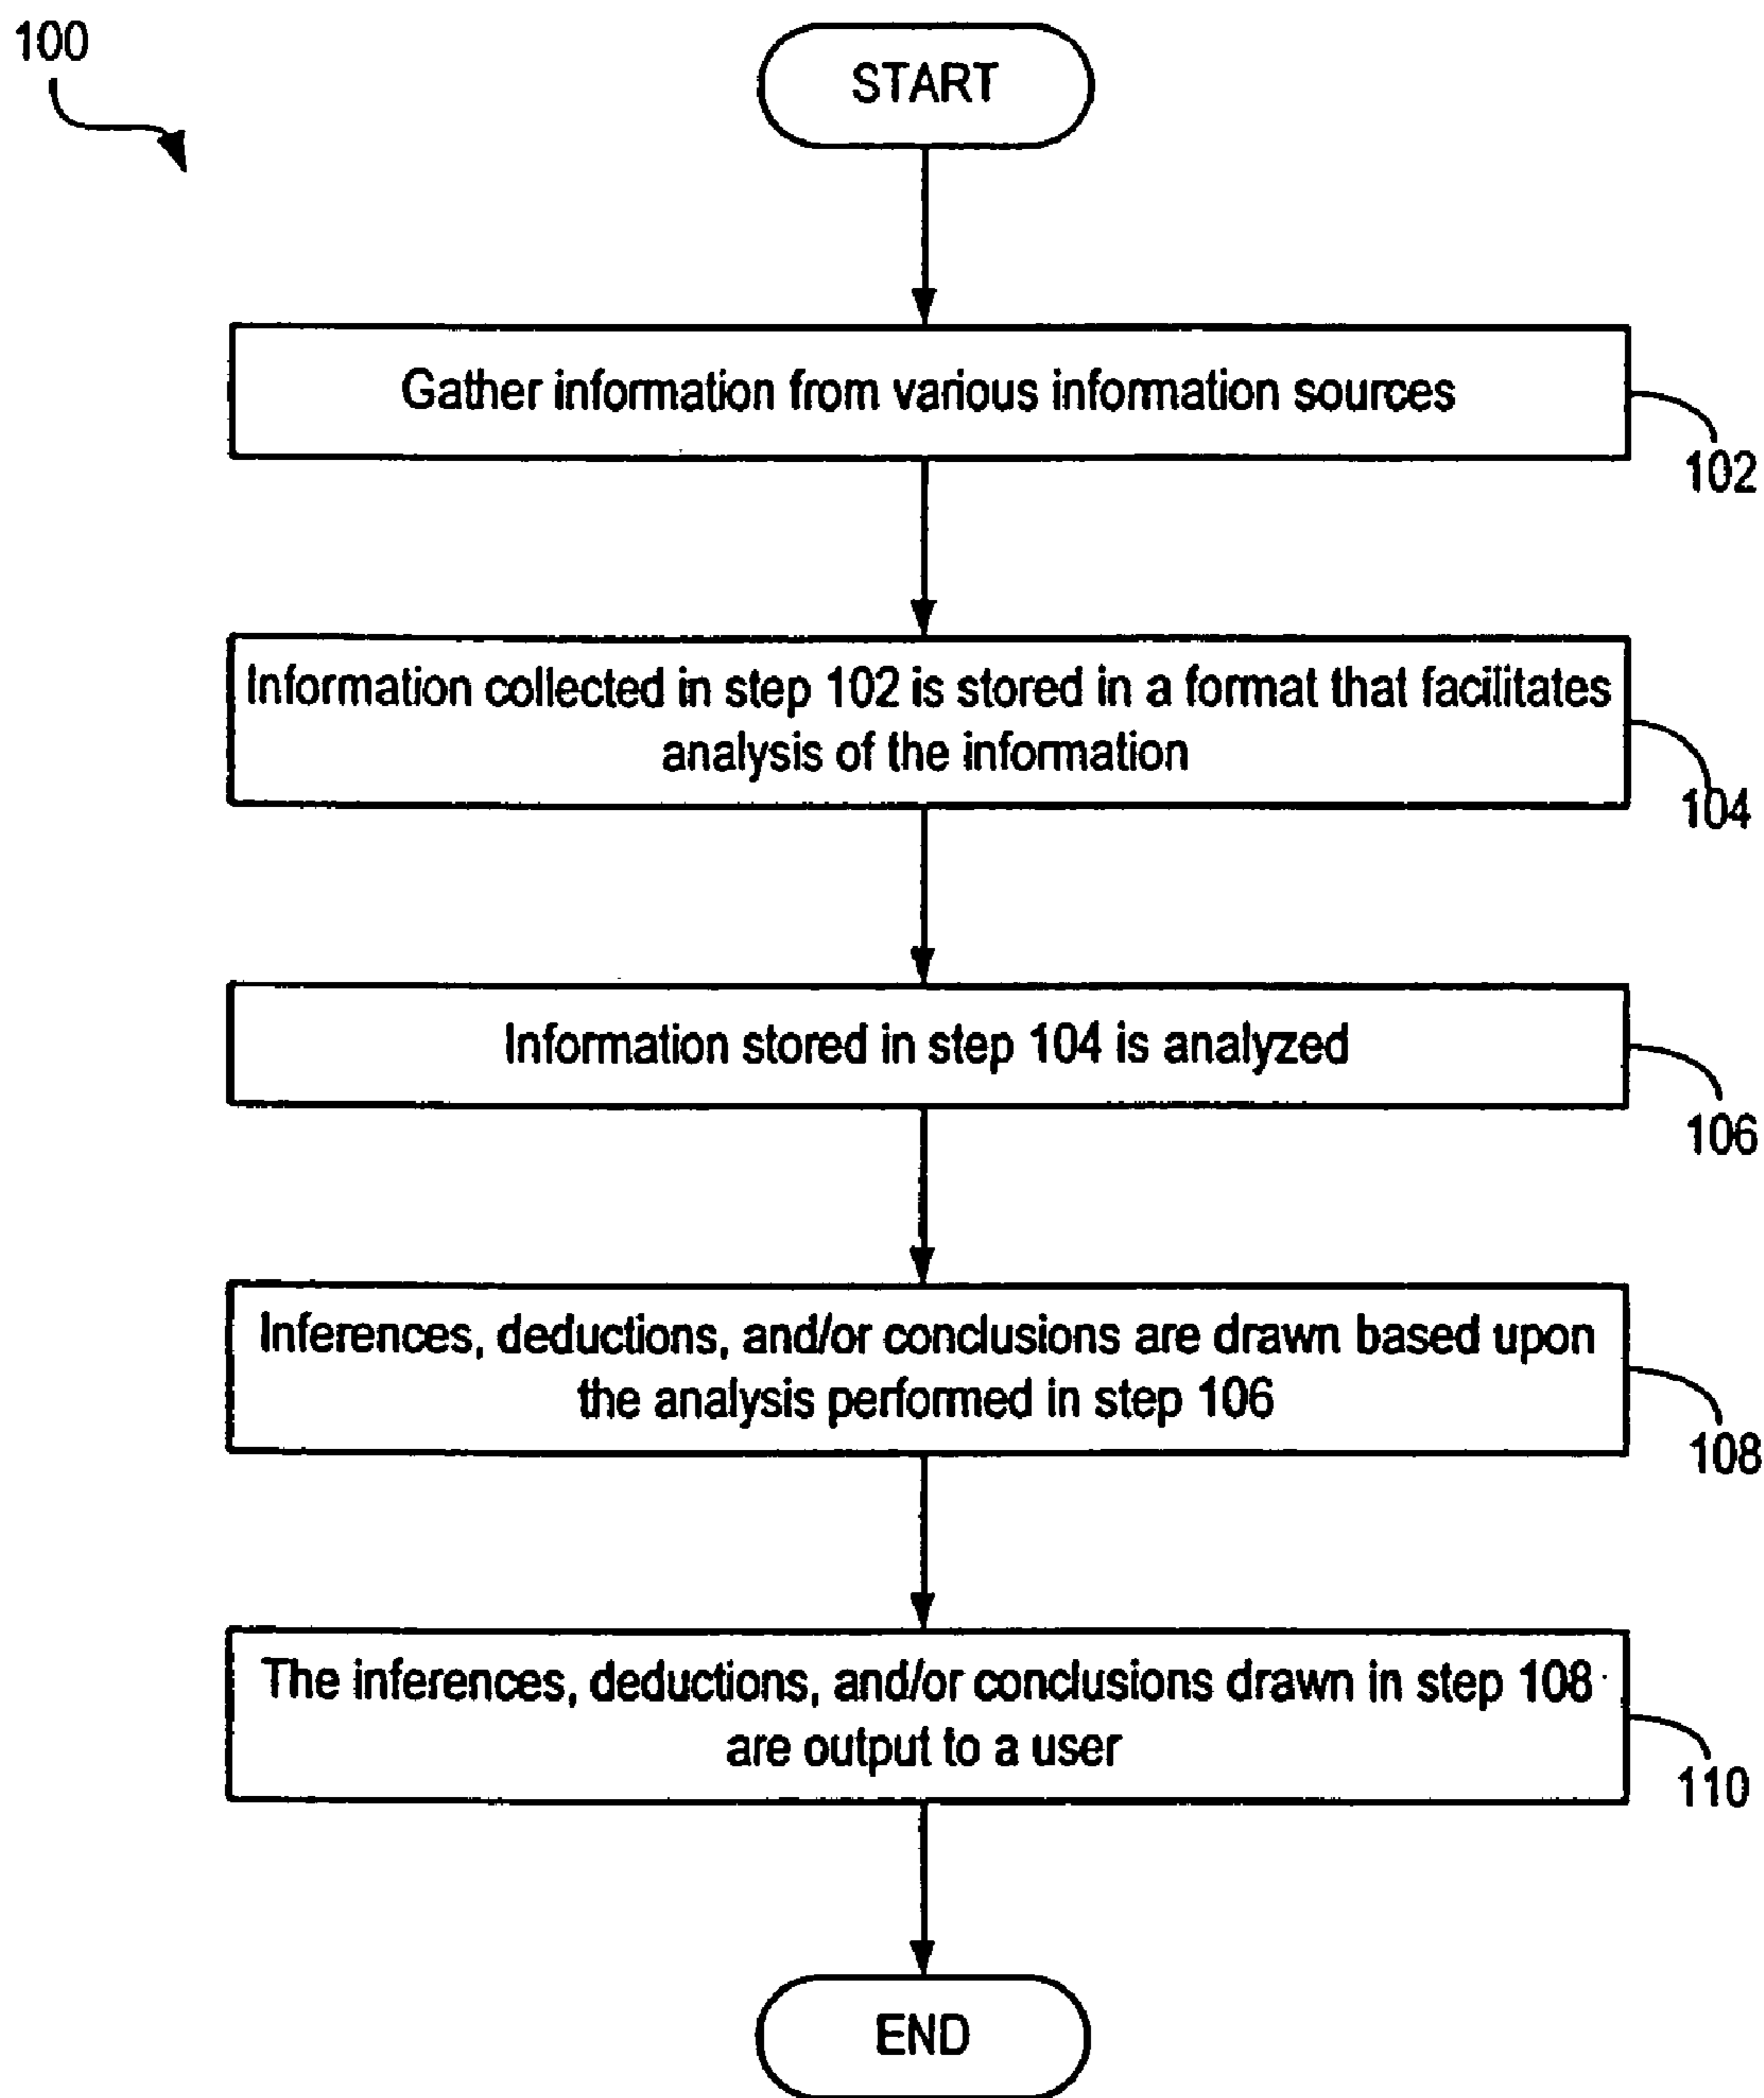 100
START
Gather information from various information sources
102
Information collected in step 102 is stored in a format that facilitates
analysis of the information
104
Information stored in step 104 is analyzed
106
Inferences, deductions, and/or conclusions are drawn based upon
the analysis performed in step 106
108
The inferences, deductions, and/or conclusions drawn in step 108
are output to a user
110
END